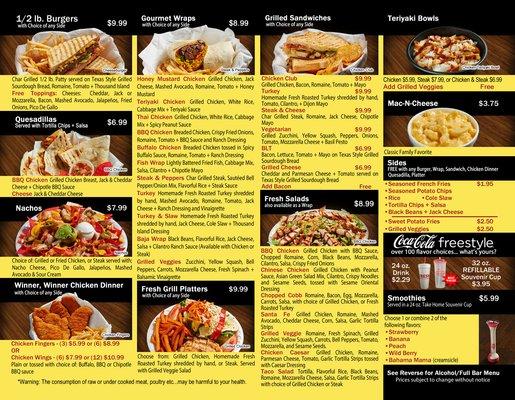 1/2 lb. Burgers
with Choice of any Side
$9.99
Char Grilled 1/2 lb. Patty served on Texas Style Grilled
Sourdough Bread, Romaine, Tomato + Thousand Island
Free Toppings: Cheeses: Cheddar, Jack or
Mozzarella, Bacon, Mashed Avocado, Jalapeños, Fried
Onions, Pico De Gallo
Quesadillas
Served with Tortilla Chips + Salsa
$6.99
BBQ Chicken Grilled Chicken Breast, Jack & Cheddar
Cheese + Chipotle BBQ Sauce
Choose Jack & Cheddar Cheese
Nachos
$7.99
Choice of: Grilled or Fried Chicken, or Steak served with:
Nacho Cheese, Pico De Gallo, Jalapeños, Mashed
Avocado & Sour Cream
Winner, Winner Chicken Dinner
with Choice of any Side
Chicken Fingers
Chicken Fingers - (3) $5.99 or (6) $8.99
OR
Chicken Wings - (6) $7.99 or (12) $10.99
Plain or tossed with choice of: Buffalo, BBQ or Chipotle
BBQ sauce
Gourmet Wraps
with Choice of any Side
$8.99
Honey Mustard Chicken Grilled Chicken, Jack
Cheese, Mashed Avocado, Romaine, Tomato + Honey
Mustard
Teriyaki Chicken Grilled Chicken, White Rice,
Cabbage Mix + Teriyaki Sauce
Thai Chicken Grilled Chicken, White Rice, Cabbage
Mix + Spicy Peanut Sauce
BBQ Chicken Breaded Chicken, Crispy Fried Onions,
Romaine, Tomato + BBQ Sauce and Ranch Dressing
Buffalo Chicken Breaded Chicken tossed in Spicy
Buffalo Sauce, Romaine, Tomato + Ranch Dressing
Fish Wrap Lightly Battered Fried Fish, Cabbage Mix,
Salsa, Cilantro + Chipotle Mayo
Steak & Peppers Char Grilled Steak, Sautéed Bell
Pepper/Onion Mix, Flavorful Rice + Steak Sauce
Turkey Homemade Fresh Roasted Turkey shredded
by hand, Mashed Avocado, Romaine, Tomato, Jack
Cheese + Ranch Dressing and Vinaigrette
Turkey & Slaw Homemade Fresh Roasted Turkey
shredded by hand, Jack Cheese, Cole Slaw + Thousand
Island Dressing
Baja Wrap Black Beans, Flavorful Rice, Jack Cheese,
Salsa + Cilantro Ranch Sauce (Available with Chicken or
Steak)
Grilled Veggies Zucchini, Yellow Squash, Bell
Peppers, Carrots, Mozzarella Cheese, Fresh Spinach +
Balsamic Vinaigrette
Fresh Grill Platters
with Choice of any Side
$9.99
Choose from: Grilled Chicken, Homemade Fresh
Roasted Turkey shredded by hand, or Steak. Served
with Grilled Veggie Salad
Grilled Sandwiches
with Choice of any Side
Chicken Club
Chicken Club $9.99
Grilled Chicken, Bacon, Romaine, Tomato + Mayo
Turkey $9.99
Homemade Fresh Roasted Turkey shredded by hand,
Tomato, Cilantro, + Dijon Mayo
Steak & Cheese $9.99
Char Grilled Steak, Romaine, Jack Cheese, Chipotle
Mayo
Vegetarian $9.99
Grilled Zucchini, Yellow Squash, Peppers, Onions,
Tomato, Mozzarella Cheese + Basil Pesto
BLT $6.99
Bacon, Lettuce, Tomato + Mayo on Texas Style Grilled
Sourdough Bread
Grilled Cheese $6.99
Cheddar and Parmesan Cheese + Tomato served on
Texas Style Grilled Sourdough Bread
Add Bacon Free
Fresh Salads
also available as a Wrap
$8.99
BBQ Chicken Grilled Chicken with BBQ Sauce,
Chopped Romaine, Corn, Black Beans, Mozzarella,
Cilantro, Salsa, Crispy Fried Onions
Chinese Chicken Grilled Chicken with Peanut
Sauce, Asian Green Salad Mix, Cilantro, Crispy Noodles
and Sesame Seeds, tossed with Sesame Oriental
Dressing
Chopped Cobb Romaine, Bacon, Egg, Mozzarella,
Carrots, Salsa, with choice of Grilled Chicken, or Fresh
Roasted Turkey
Santa Fe Grilled Chicken, Romaine, Mashed
Avocado, Cheddar Cheese, Corn, Salsa, Garlic Tortilla
Strips
Grilled Veggie Romaine, Fresh Spinach, Grilled
Zucchini, Yellow Squash, Carrots, Bell Peppers, Tomato,
Mozzarella, and Sesame Seeds.
Chicken Caesar Grilled Chicken, Romaine,
Parmesan Cheese, Garlic Tortilla Strips tossed in
Caesar Dressing
Taco Salad Tortilla, Flavorful Rice, Black Beans,
Romaine, Mozzarella Cheese, Salsa, Garlic Tortilla Strips
with choice of Grilled Chicken or Steak
Teriyaki Bowls
Chicken $5.99, Steak $7.99, or Chicken & Steak $6.99
Add Grilled Veggies Free
Mac-N-Cheese $3.75
Classic Family Favorite
Sides
FREE with any Burger, Wrap, Sandwich, Chicken Dinner
Quesadilla, Platter
•Seasoned French Fries $1.95
•Seasoned Potato Chips
•Rice •Cole Slaw
•Tortilla Chips + Salsa
•Black Beans + Jack Cheese
•Sweet Potato Fries $2.50
•Grilled Veggies $2.50
Coca-Cola freestyle
over 100 flavor choices... what's yours?
24 oz.
Drink
$2.29
32 oz.
REFILLABLE
Souvenir Cup
$3.95
Smoothies $5.99
Served in a 24 oz. Take Home Souvenir Cup
Choose 1 or combine 2 of the
following flavors:
•Strawberry
•Banana
•Peach
•Wild Berry
•Bahama Mama (creamsicle)
See Reverse for Alcohol/Full Bar Menu
Prices subject to change without notice
*Warning: The consumption of raw or under cooked meat, poultry etc...may be harmful to your health.